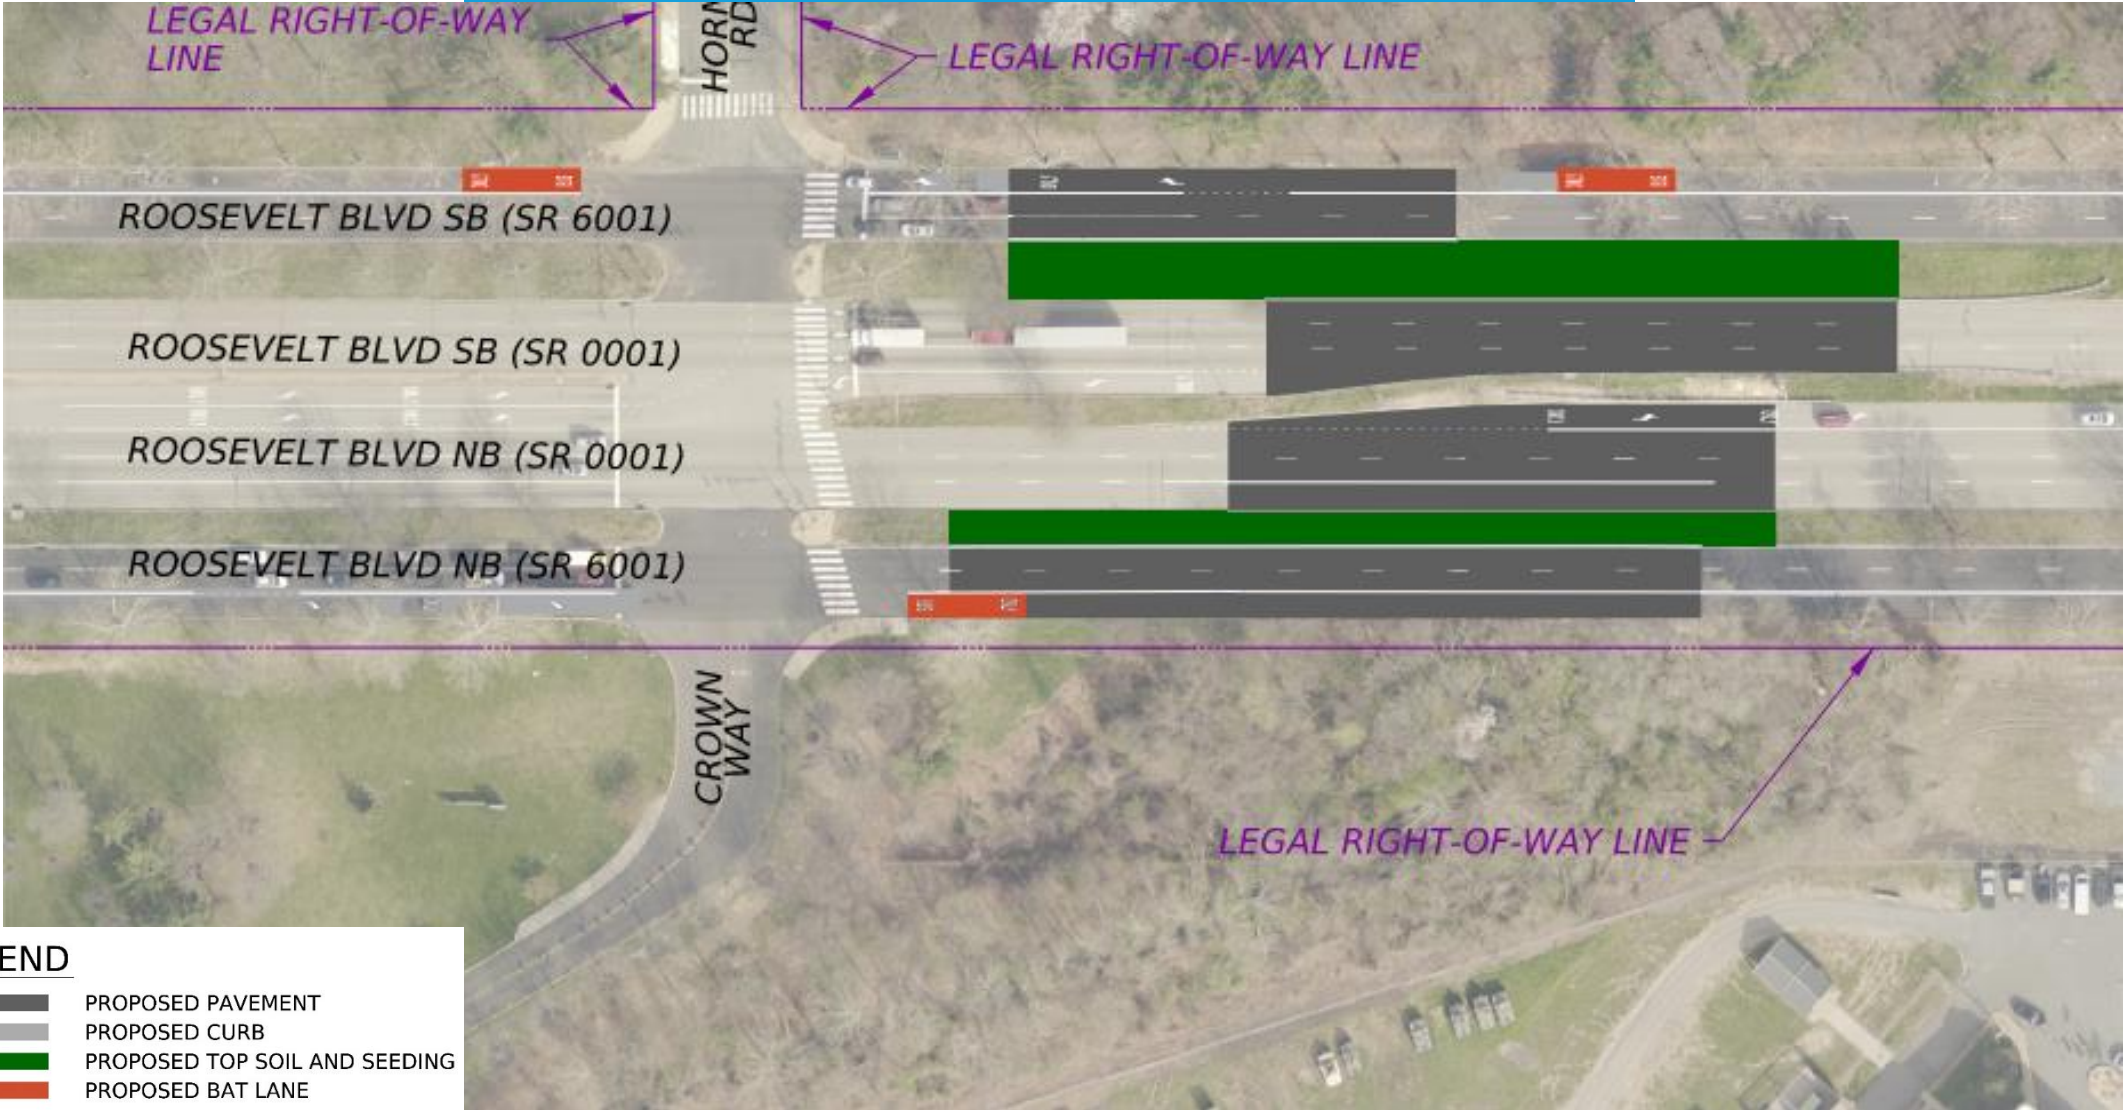 LEGAL RIGHT-OF-WAY
LINE
HORN
RD
LEGAL RIGHT-OF-WAY LINE
ROOSEVELT BLVD SB (SR 6001)
ROOSEVELT BLVD SB (SR 0001)
ROOSEVELT BLVD NB (SR 0001)
ROOSEVELT BLVD NB (SR 6001)
CROWN
WAY
LEGAL RIGHT-OF-WAY LINE
END
PROPOSED PAVEMENT
PROPOSED CURB
PROPOSED TOP SOIL AND SEEDING
PROPOSED BAT LANE